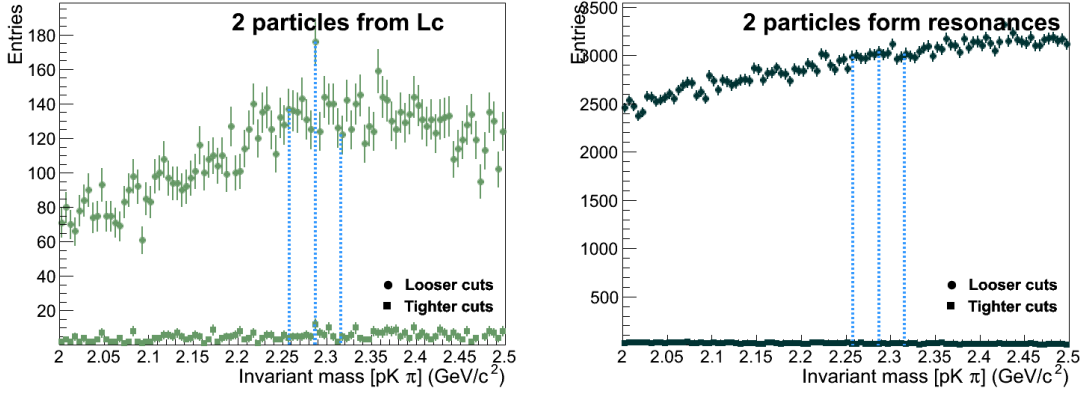 2 particles from Lc
Entries
180
160
140
120
100
80
60
40
20
Looser cuts
Tighter cuts
2 2.05 2.1 2.15 2.2 2.25 2.3 2.35 2.4 2.45 2.5
Invariant mass [pK π] (GeV/c²)
2 particles form resonances
Entries
3500
3000
2500
2000
1500
1000
500
Looser cuts
Tighter cuts
2 2.05 2.1 2.15 2.2 2.25 2.3 2.35 2.4 2.45 2.5
Invariant mass [pK π] (GeV/c²)